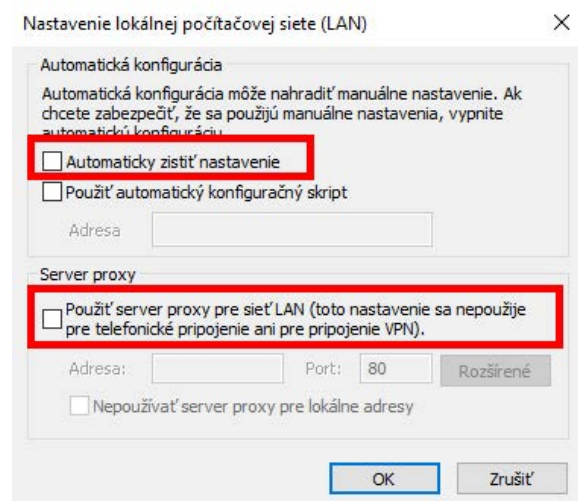 Nastavenie lokálnej počítačovej siete (LAN)
Automatická konfigurácia
Automatická konfigurácia môže nahradiť manuálne nastavenie. Ak
chcete zabezpečiť, že sa použijú manuálne nastavenia, vypnite
automatickú konfiguráciu.
Automaticky zistiť nastavenie
Použiť automatický konfiguračný skript
Adresa
Server proxy
Použiť server proxy pre sieť LAN (toto nastavenie sa nepoužije
pre telefonické pripojenie ani pre pripojenie VPN).
Adresa: Port: 80 Rozšírené
Nepoužívať server proxy pre lokálne adresy
OK Zrušiť